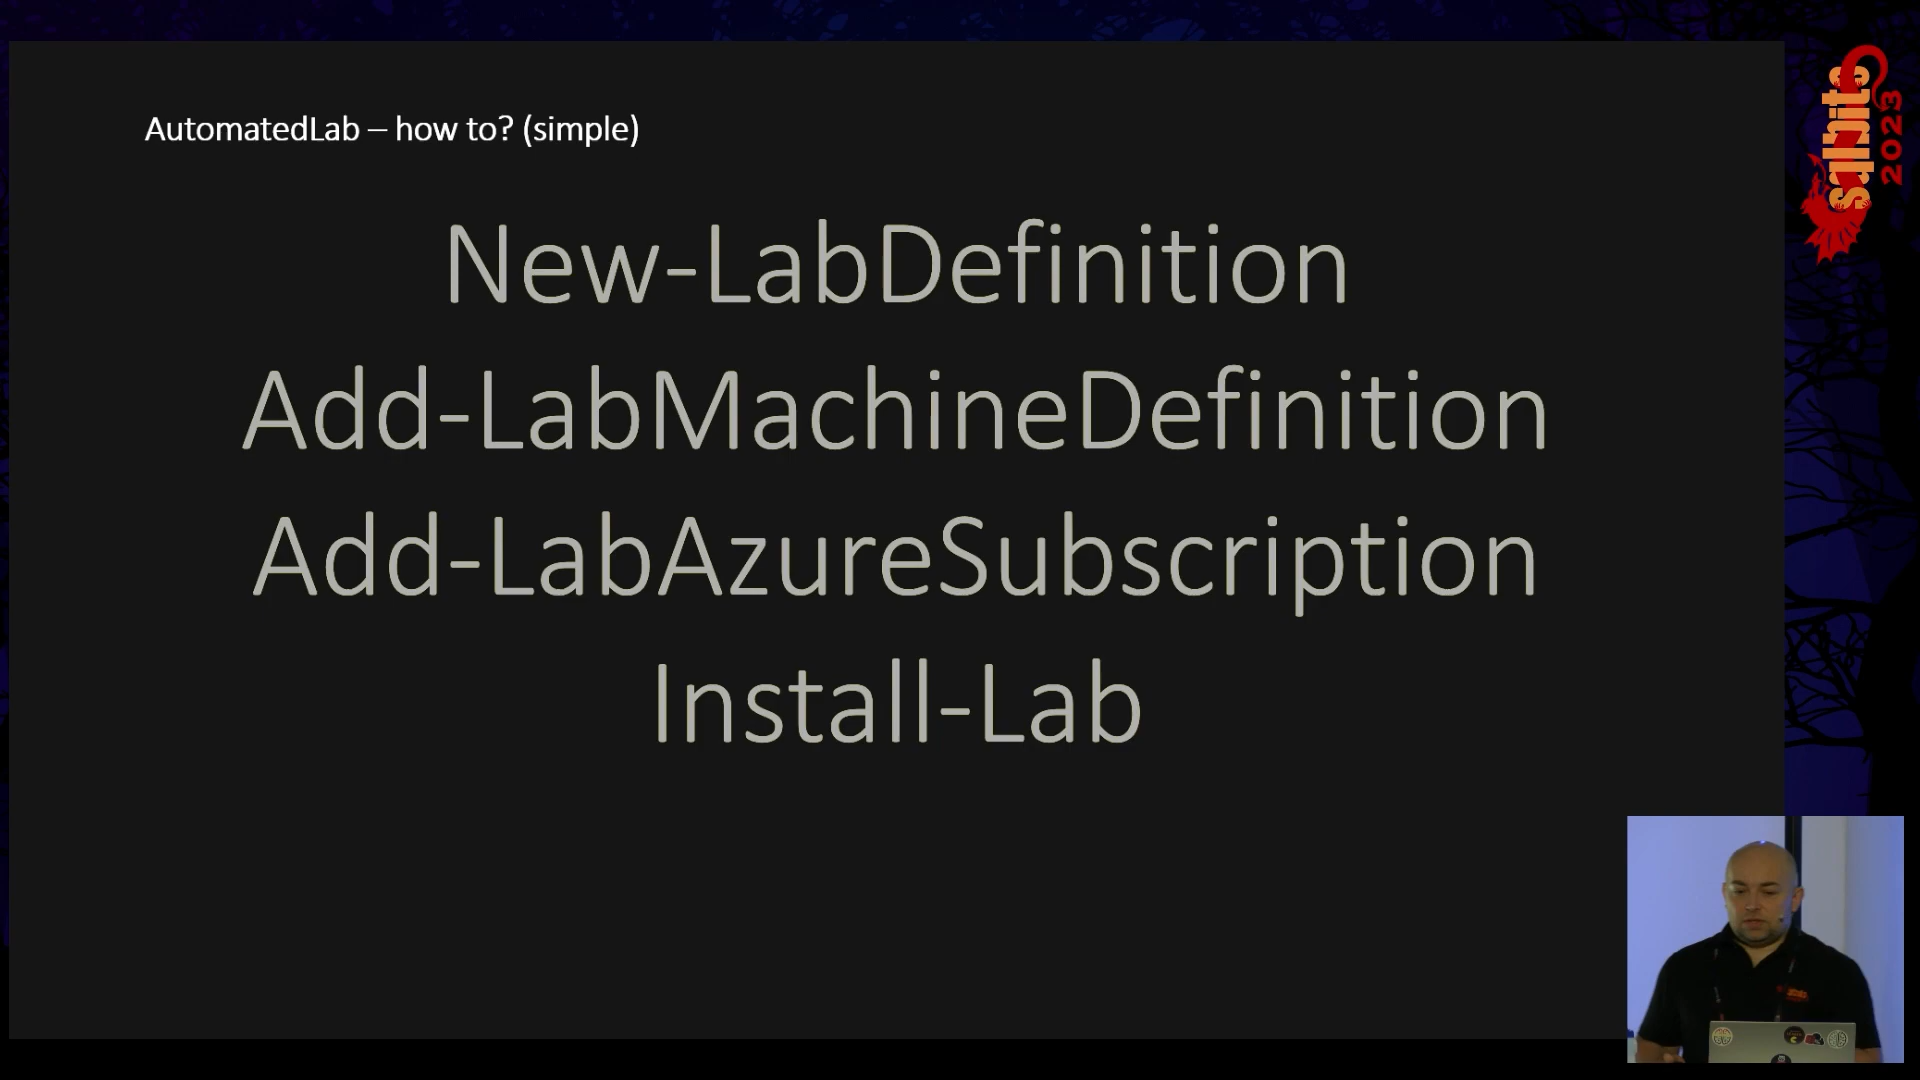 AutomatedLab – how to? (simple)
New-LabDefinition
Add-LabMachineDefinition
Add-LabAzureSubscription
Install-Lab
sqlbits
2023